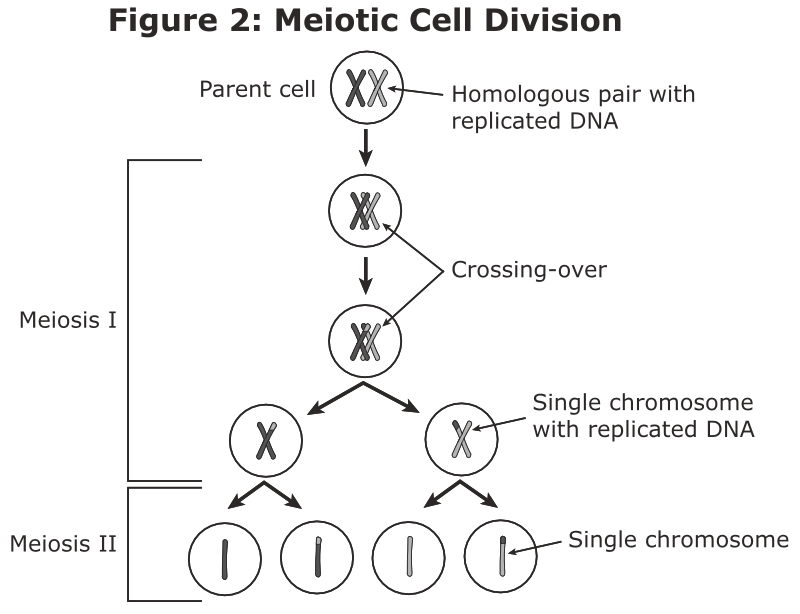 Figure 2: Meiotic Cell Division
Parent cell
Homologous pair with
replicated DNA
Crossing-over
Meiosis I
Single chromosome
with replicated DNA
Meiosis II
Single chromosome